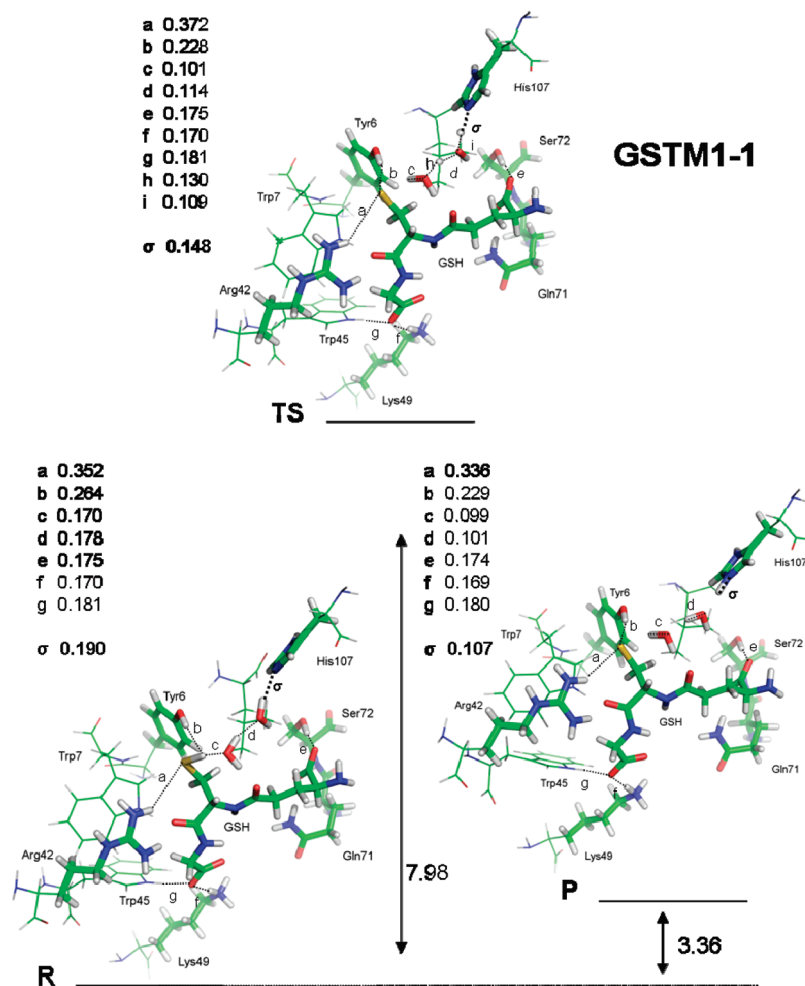 a 0.372
b 0.228
c 0.101
d 0.114
e 0.175
f 0.170
g 0.181
h 0.130
i 0.109
σ 0.148
GSTM1-1
His107
σ
i
Tyr6
Ser72
b
h
c
d
e
Trp7
a
GSH
Arg42
Gln71
Trp45
g
f
Lys49
TS
a 0.352
b 0.264
c 0.170
d 0.178
e 0.175
f 0.170
g 0.181
σ 0.190
His107
σ
Tyr6
Ser72
b
c
d
e
Trp7
a
GSH
Arg42
Gln71
Trp45
g
f
Lys49
R
7.98
a 0.336
b 0.229
c 0.099
d 0.101
e 0.174
f 0.169
g 0.180
σ 0.107
His107
σ
Tyr6
d
b
c
Ser72
Trp7
a
e
Arg42
GSH
Gln71
Trp45
g
f
Lys49
P
3.36